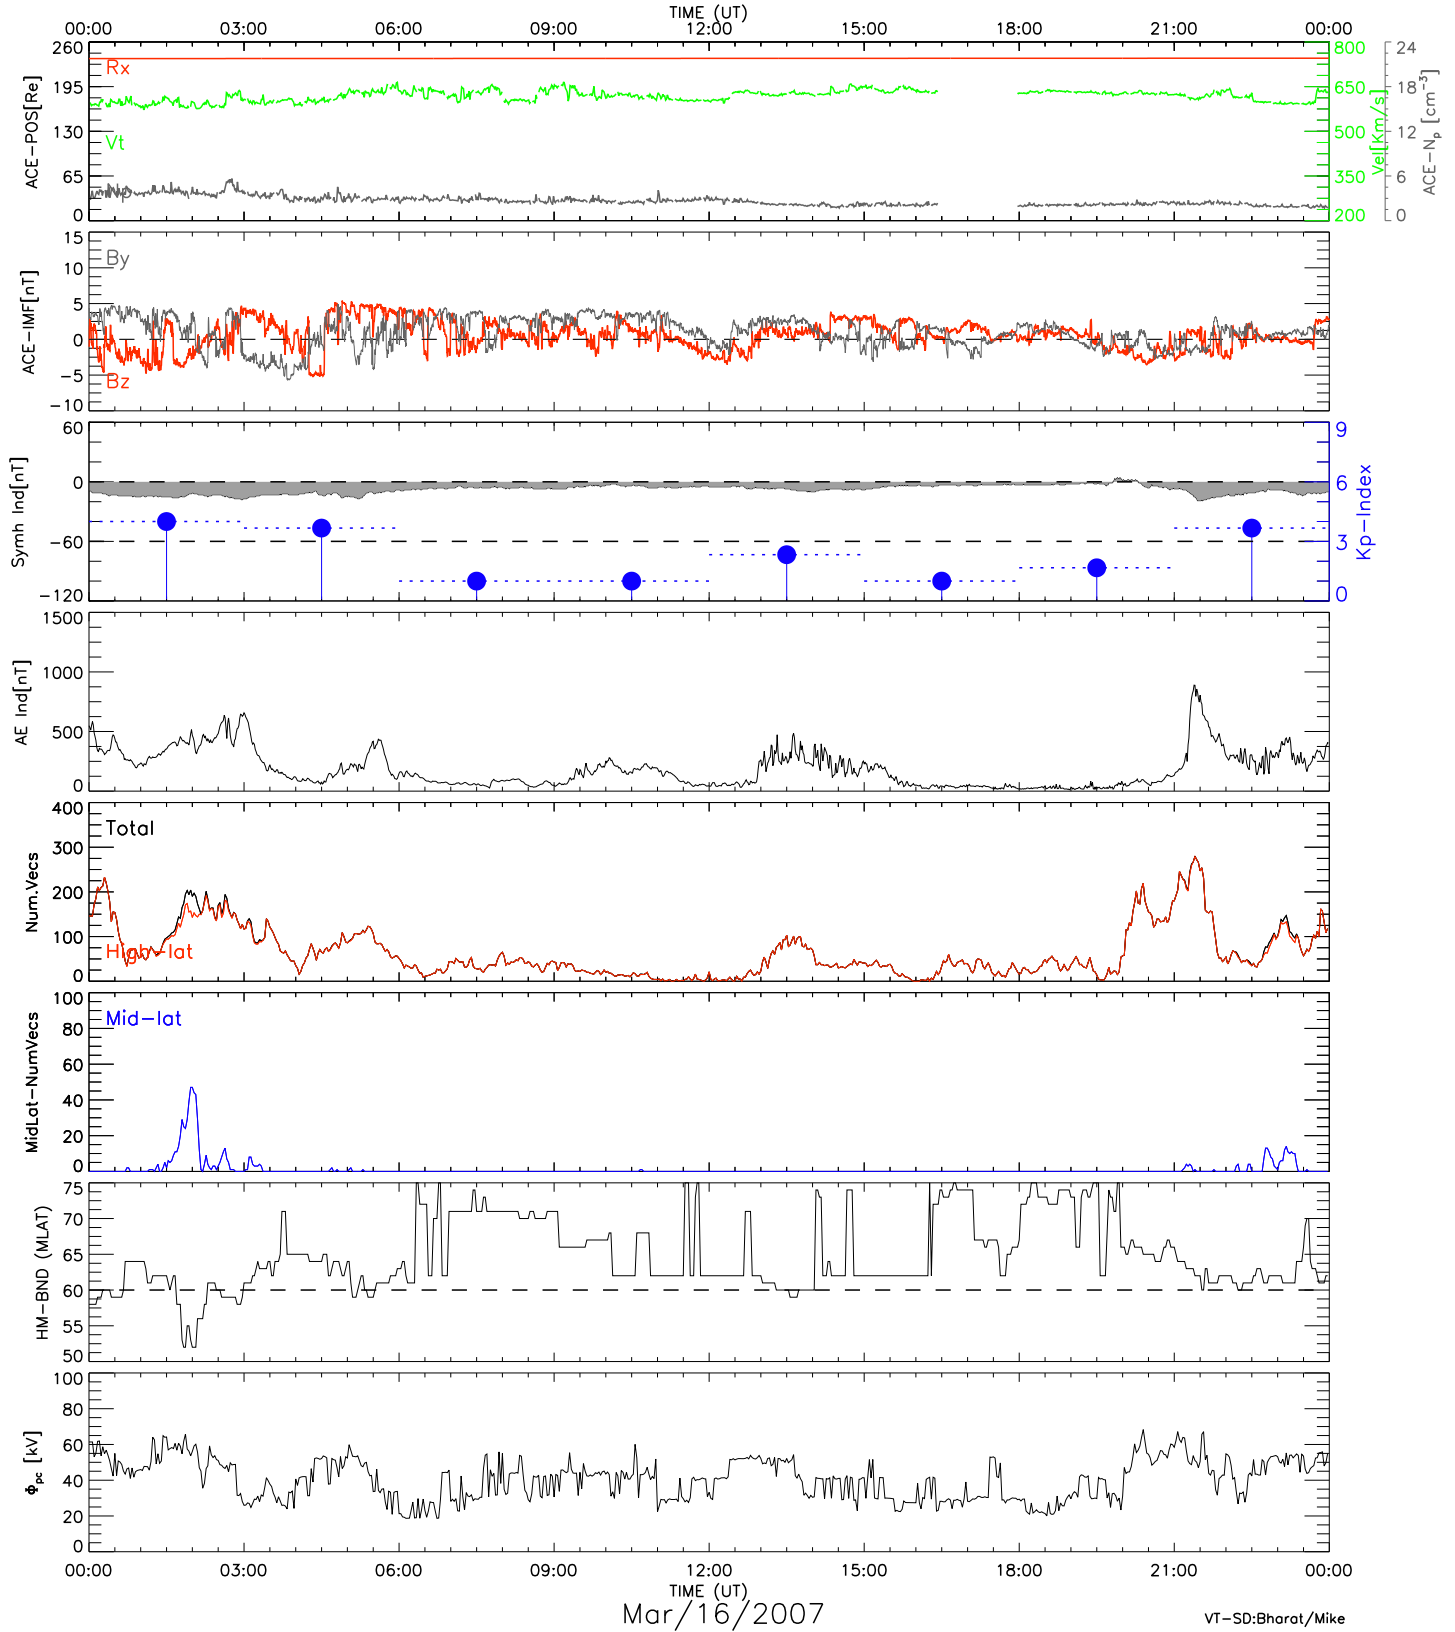 TIME (UT)
00:00 03:00 06:00 09:00 12:00 15:00 18:00 21:00 00:00
260 195 130 65 0
ACE-POS[Re]
Rx
Vt
800 650 500 350 200
Vel[Km/s]
24 18 12 6 0
ACE-Np [cm-3]
15 10 5 0 -5 -10
ACE-IMF[nT]
By
Bz
60 0 -60 -120
Symh Ind[nT]
9 6 3 0
Kp-Index
1500 1000 500 0
AE Ind[nT]
400 300 200 100 0
Num.Vecs
Total
High-lat
100 80 60 40 20 0
MidLat-NumVecs
Mid-lat
75 70 65 60 55 50
HM-BND (MLAT)
100 80 60 40 20 0
Φpc [kV]
00:00 03:00 06:00 09:00 12:00 15:00 18:00 21:00 00:00
TIME (UT)
Mar/16/2007
VT-SD:Bharat/Mike